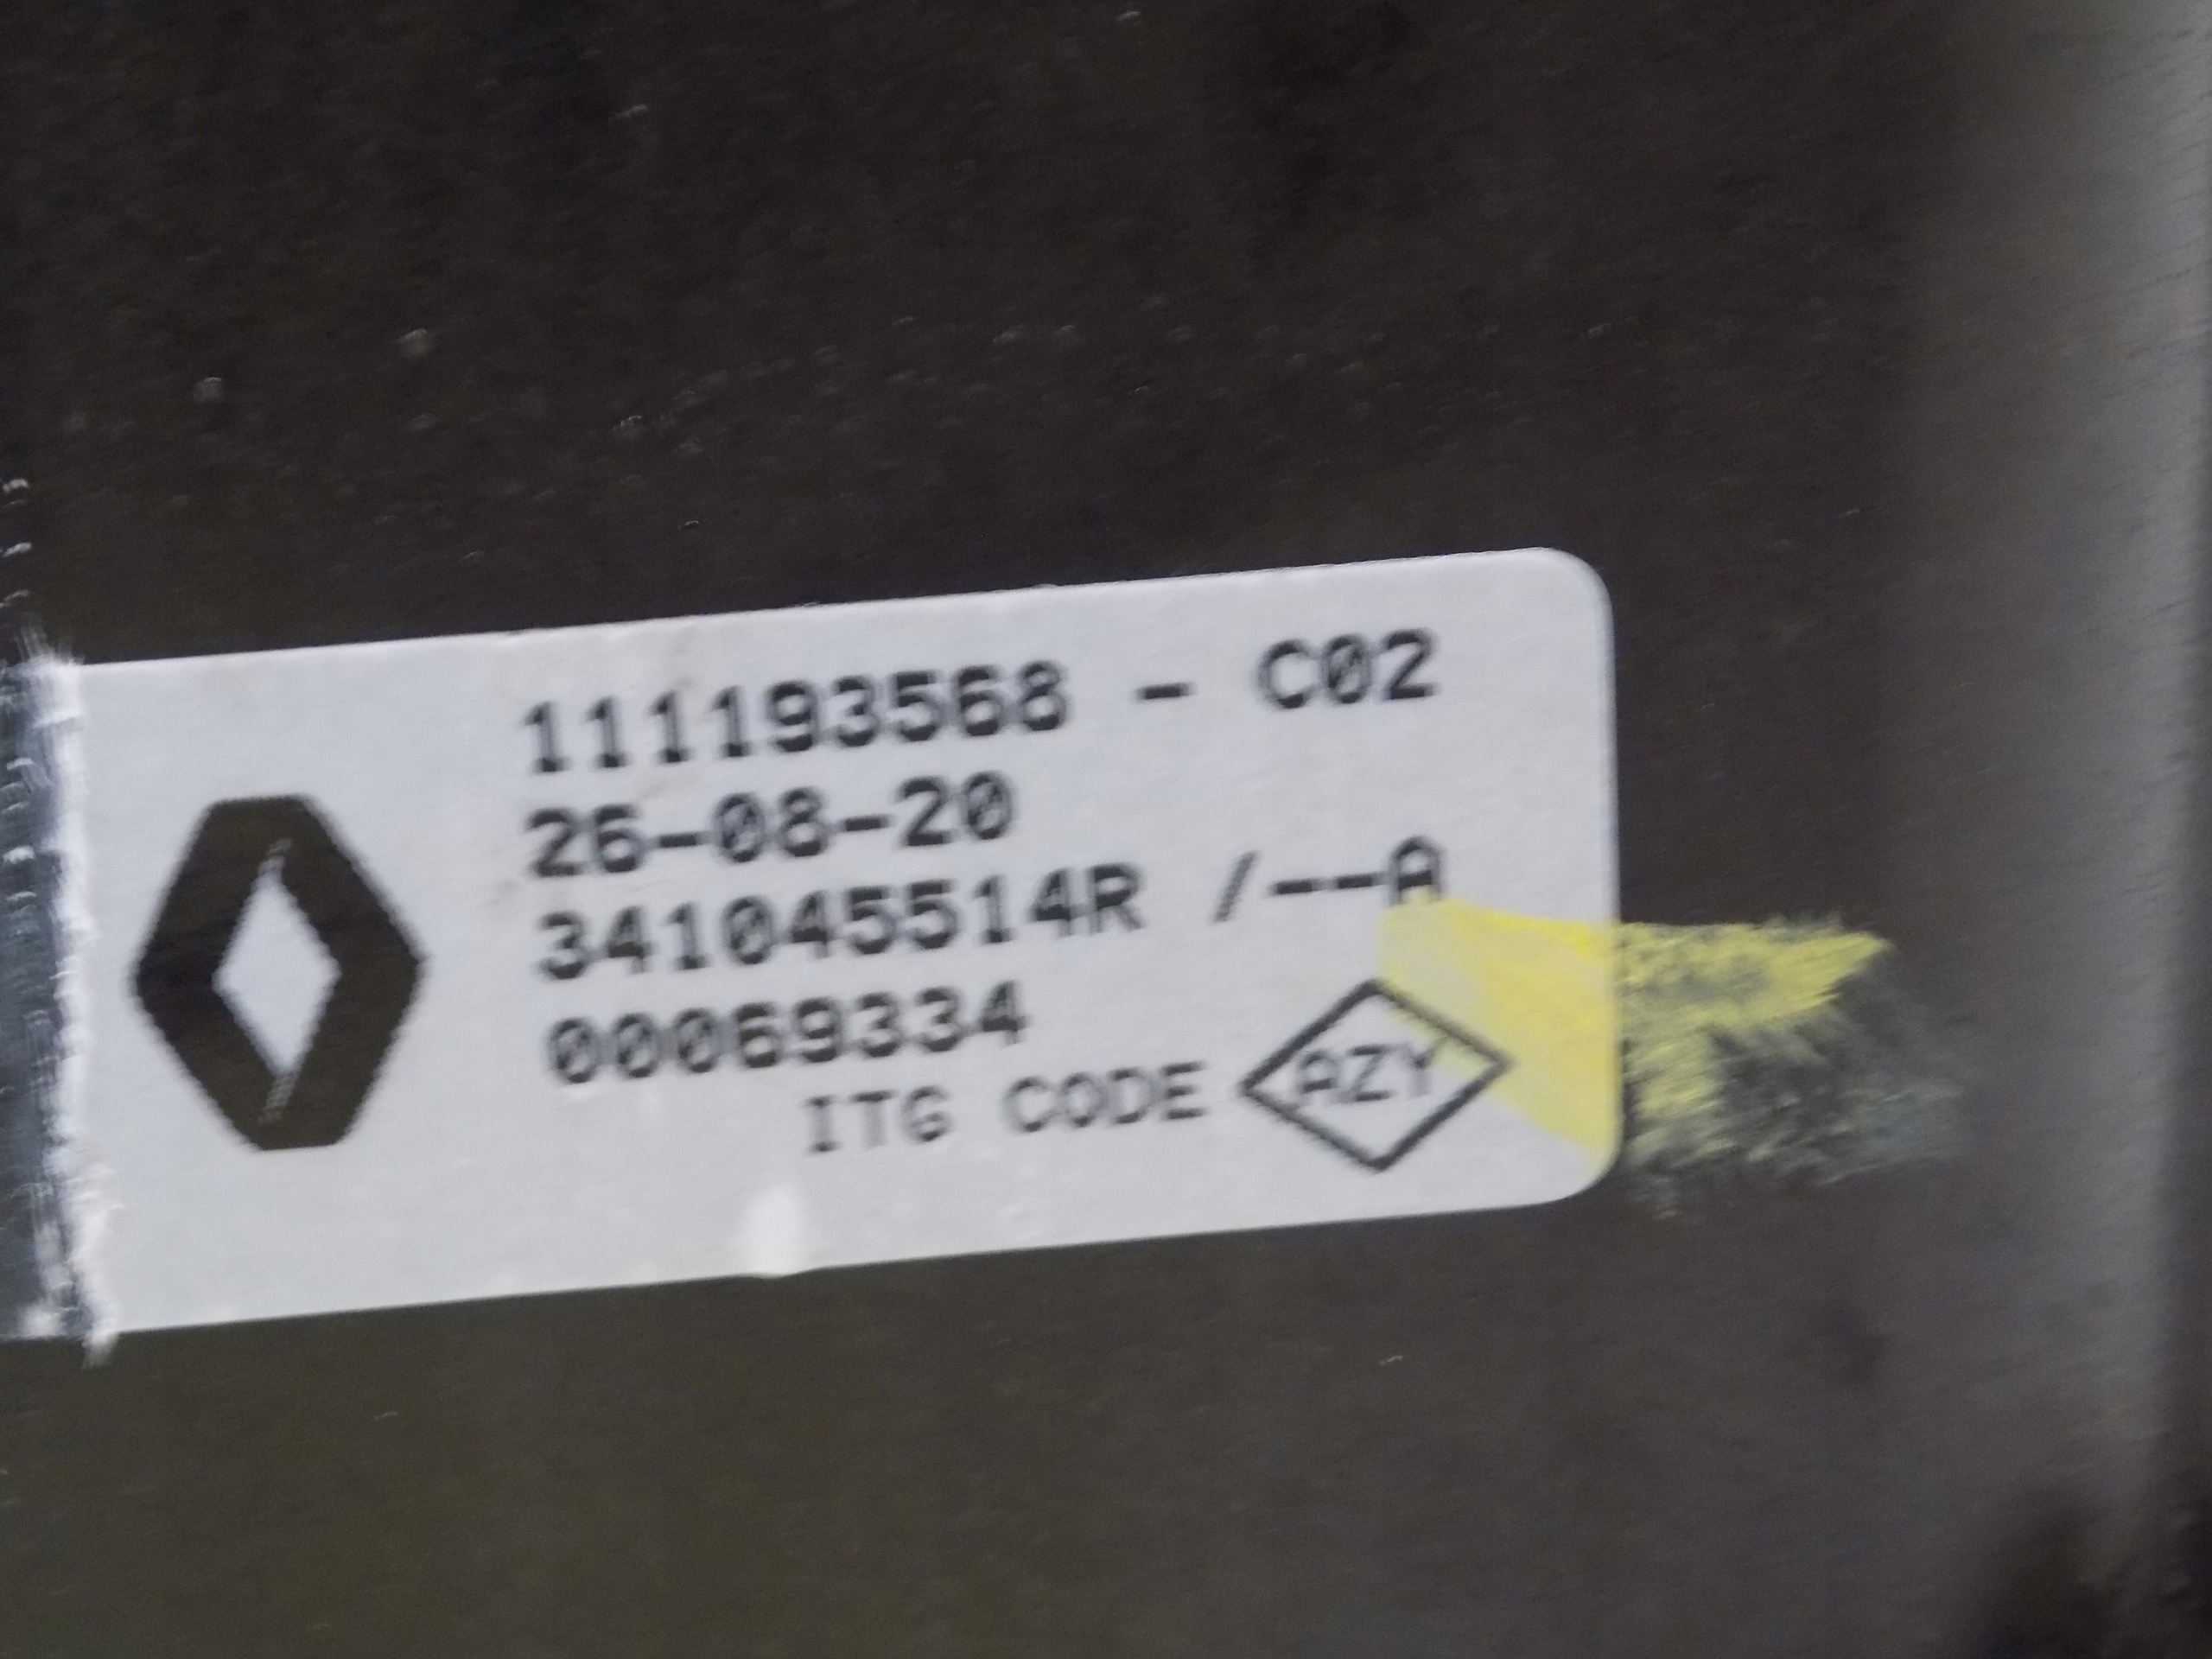 111193568 - C02
26-08-20
341045514R /--A
00069334
ITG CODE AZY